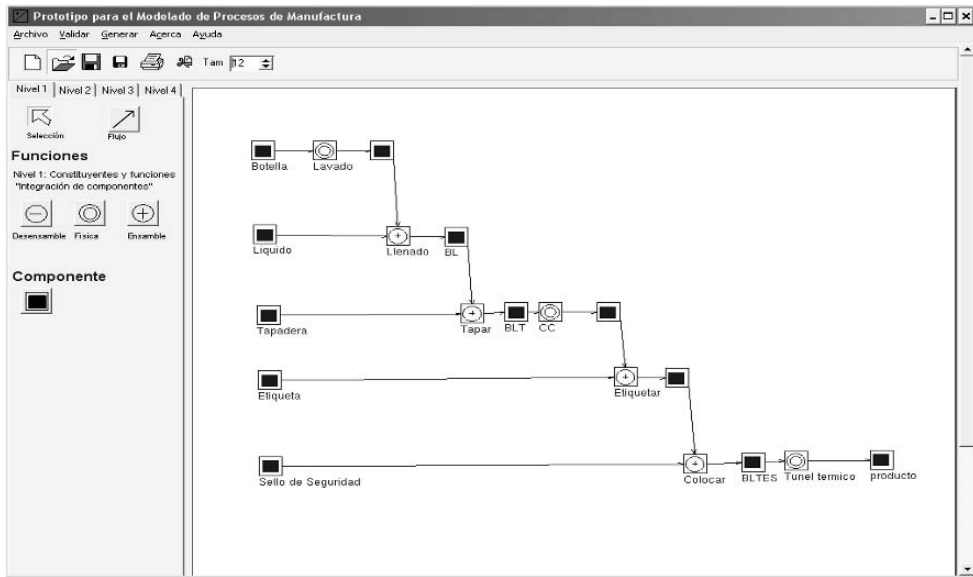 Prototipo para el Modelado de Procesos de Manufactura
Archivo Validar Generar Acerca Ayuda
Tam 12
Nivel 1 Nivel 2 Nivel 3 Nivel 4
Selección Flujo
Funciones
Nivel 1: Constituyentes y funciones
"Integración de componentes"
Desensamble Fisica Ensamble
Componente
Botella Lavado
Liquido Llenado BL
Tapadera Tapar BLT CC
Etiqueta Etiquetar
Sello de Seguridad Colocar BLTES Tunel termico producto